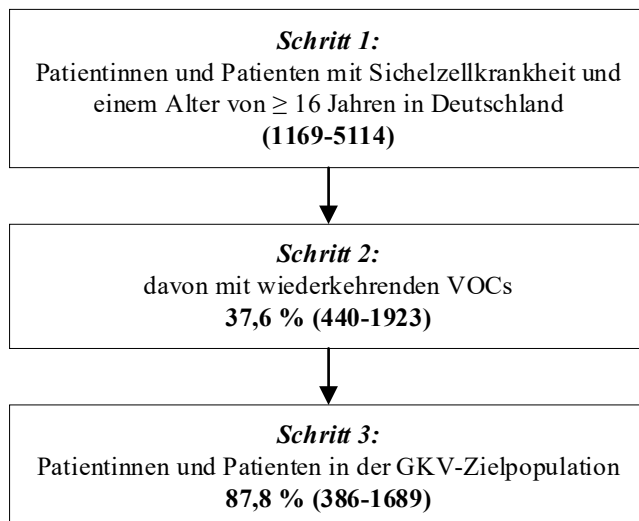 Schritt 1:
Patientinnen und Patienten mit Sichelzellkrankheit und
einem Alter von ≥ 16 Jahren in Deutschland
(1169-5114)
Schritt 2:
davon mit wiederkehrenden VOCs
37,6 % (440-1923)
Schritt 3:
Patientinnen und Patienten in der GKV-Zielpopulation
87,8 % (386-1689)